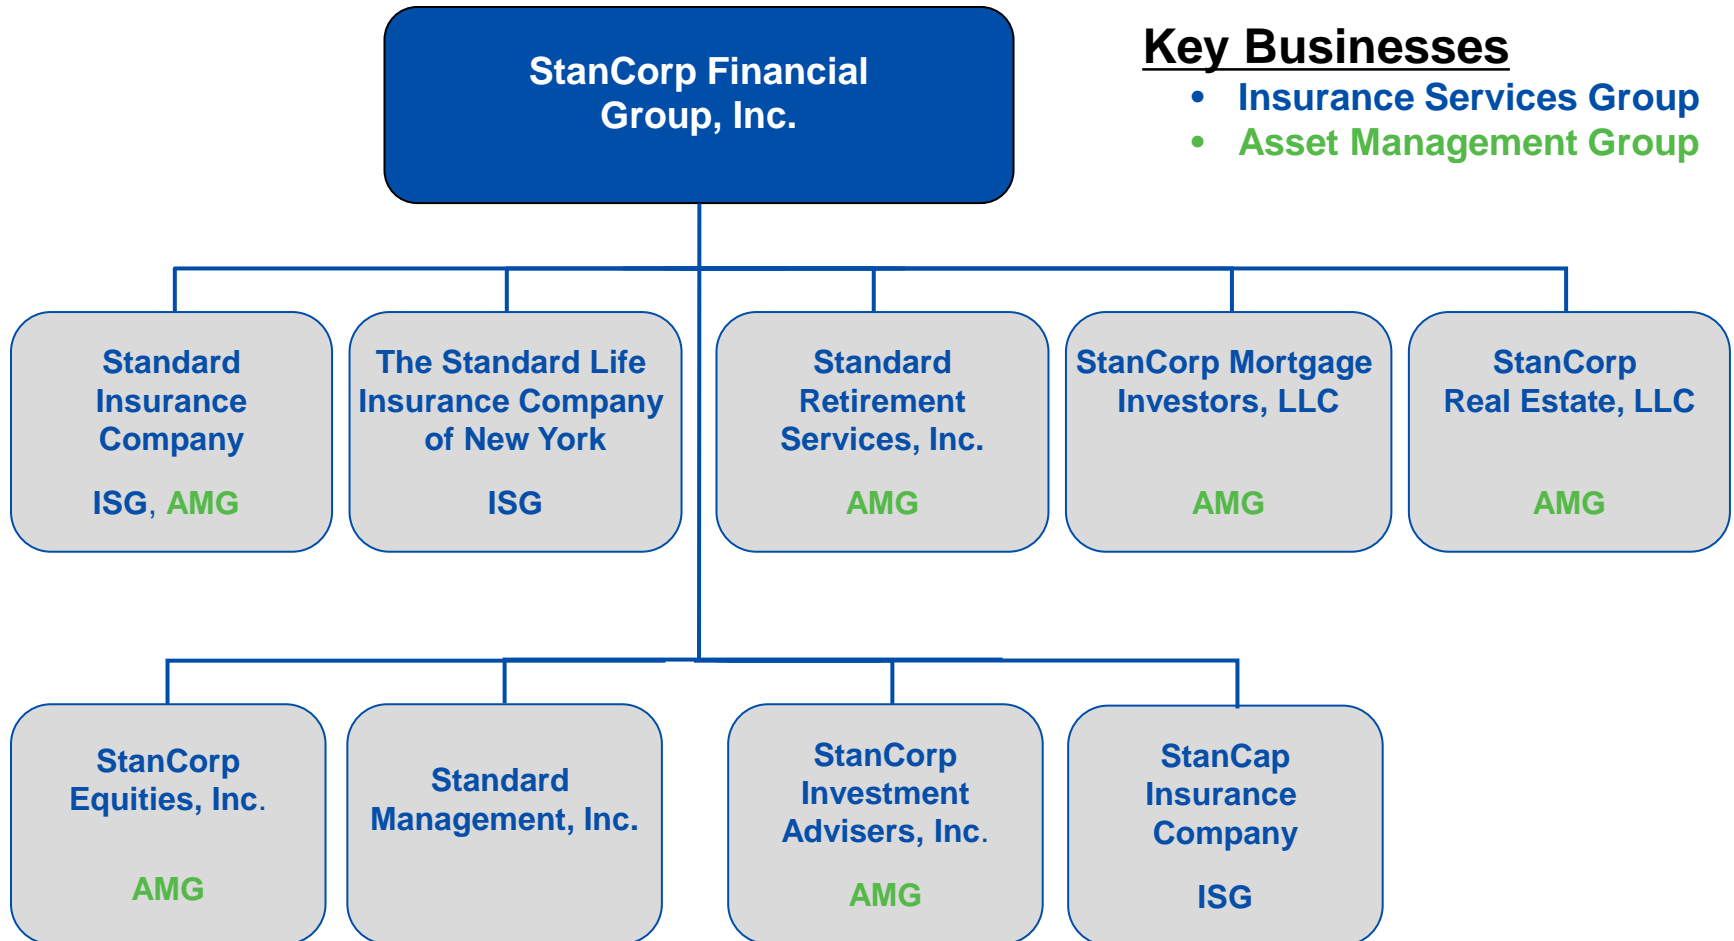 StanCorp Financial
Group, Inc.
Key Businesses
• Insurance Services Group
• Asset Management Group
Standard
Insurance
Company
ISG, AMG
The Standard Life
Insurance Company
of New York
ISG
Standard
Retirement
Services, Inc.
AMG
StanCorp Mortgage
Investors, LLC
AMG
StanCorp
Real Estate, LLC
AMG
StanCorp
Equities, Inc.
AMG
Standard
Management, Inc.
StanCorp
Investment
Advisers, Inc.
AMG
StanCap
Insurance
Company
ISG